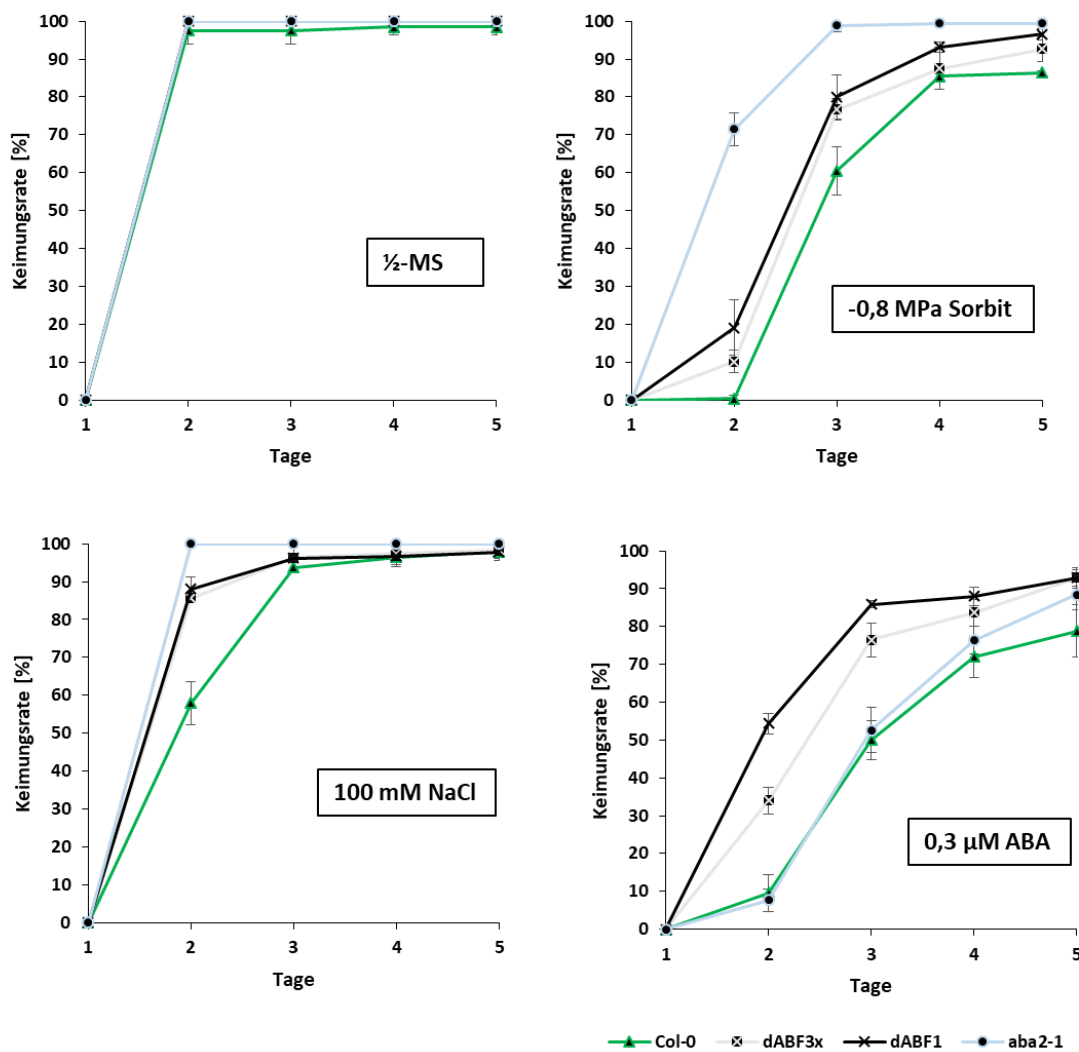 Keimungsrate [%]
100
90
80
70
60
50
40
30
20
10
0
½-MS
1 2 3 4 5
Tage
Keimungsrate [%]
100
90
80
70
60
50
40
30
20
10
0
-0,8 MPa Sorbit
1 2 3 4 5
Tage
Keimungsrate [%]
100
90
80
70
60
50
40
30
20
10
0
100 mM NaCl
1 2 3 4 5
Tage
Keimungsrate [%]
100
90
80
70
60
50
40
30
20
10
0
0,3 µM ABA
1 2 3 4 5
Tage
Col-0 dABF3x dABF1 aba2-1